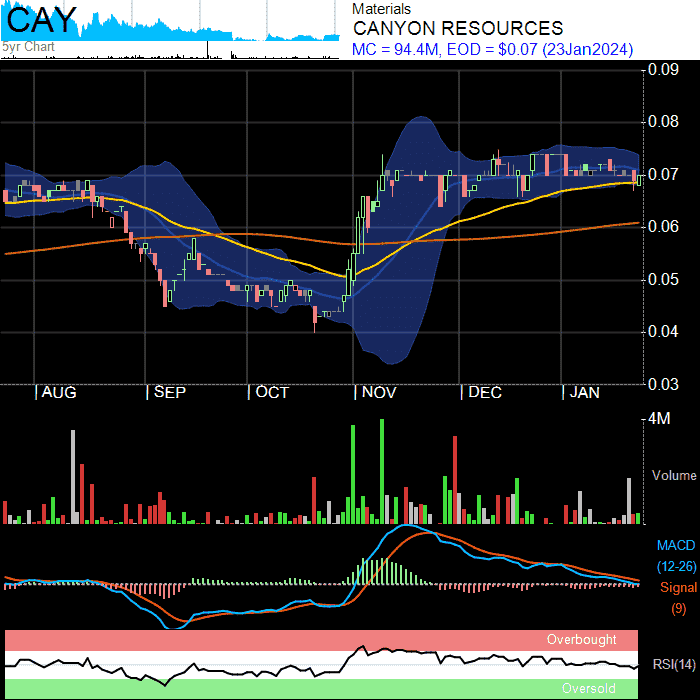 CAY
5yr Chart
Materials
CANYON RESOURCES
MC = 94.4M, EOD = $0.07 (23Jan2024)
0.09
0.08
0.07
0.06
0.05
0.04
0.03
| AUG | SEP | OCT | NOV | DEC | JAN
4M
Volume
MACD
(12-26)
Signal
(9)
Overbought
RSI(14)
Oversold